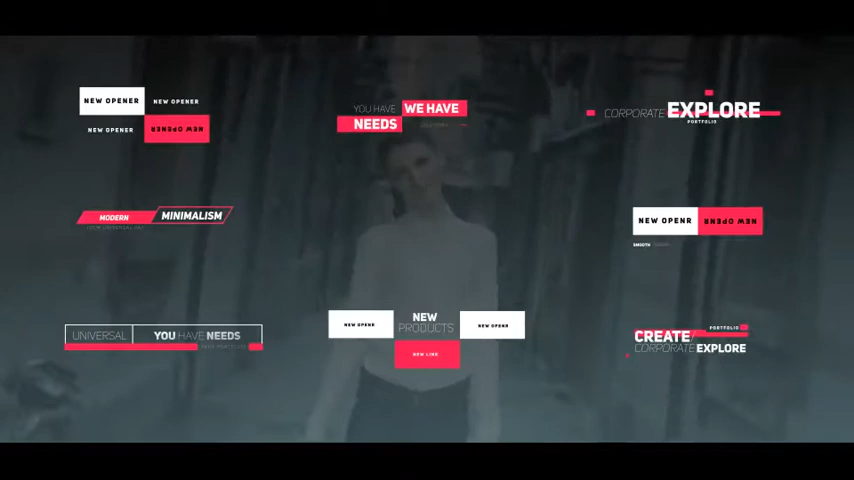 NEW OPENER
NEW OPENER
NEW OPENER
NEW OPENER
YOU HAVE WE HAVE
NEEDS
CORPORATE EXPLORE
PORTFOLIO
MODERN MINIMALISM
NEW OPENR NEW OPENR
SMOOTH
UNIVERSAL YOU HAVE NEEDS
NEW OPENR
NEW
PRODUCTS
NEW OPENR
NEW LINK
PORTFOLIO
CREATE/
CORPORATE EXPLORE